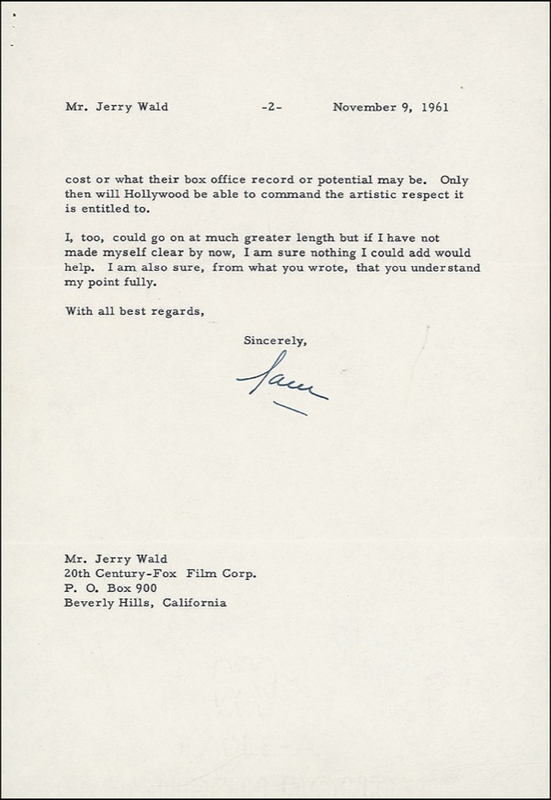 Mr. Jerry Wald -2- November 9, 1961
cost or what their box office record or potential may be. Only
then will Hollywood be able to command the artistic respect it
is entitled to.
I, too, could go on at much greater length but if I have not
made myself clear by now, I am sure nothing I could add would
help. I am also sure, from what you wrote, that you understand
my point fully.
With all best regards,
Sincerely,
Sam
Mr. Jerry Wald
20th Century-Fox Film Corp.
P. O. Box 900
Beverly Hills, California